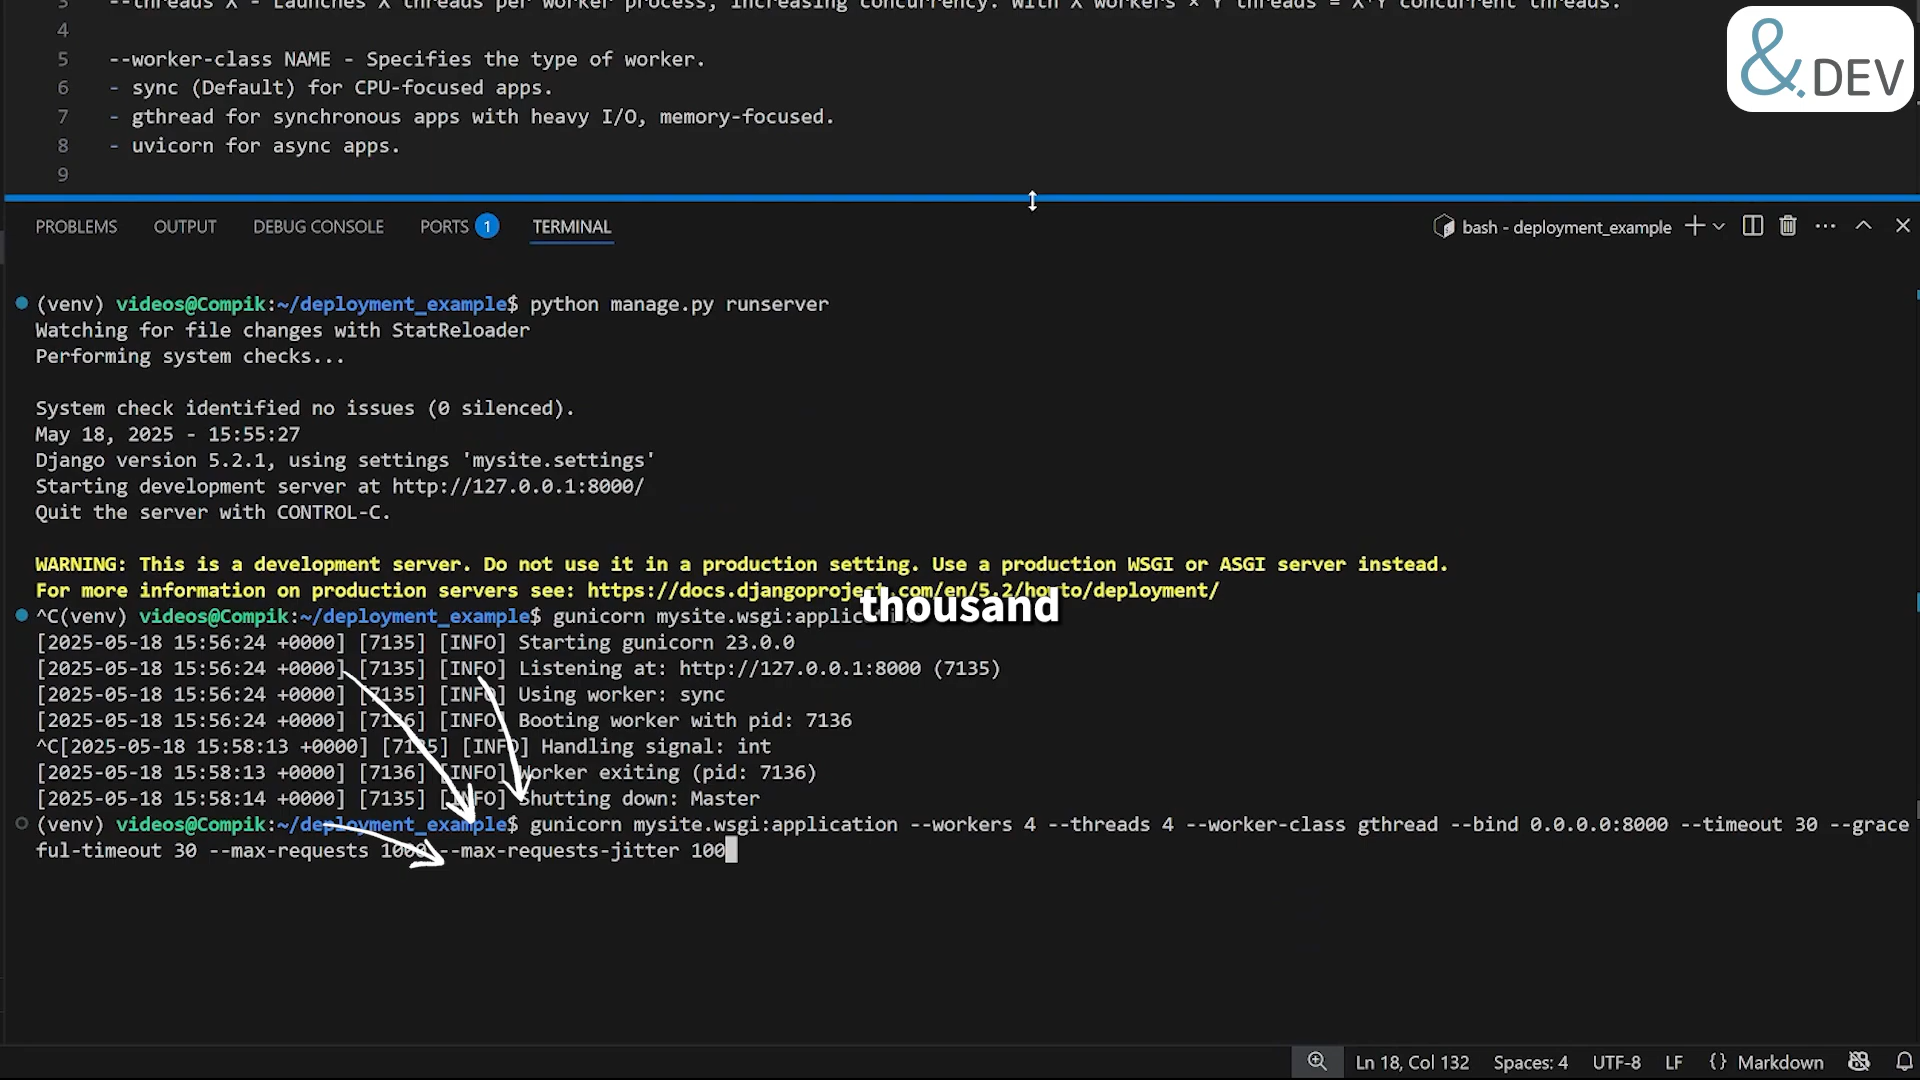 3 --threads X - Launches X threads per worker process, increasing concurrency. With X workers × Y threads = X*Y concurrent threads.
4
5 --worker-class NAME - Specifies the type of worker.
6 - sync (Default) for CPU-focused apps.
7 - gthread for synchronous apps with heavy I/O, memory-focused.
8 - uvicorn for async apps.
9
&.DEV
PROBLEMS OUTPUT DEBUG CONSOLE PORTS 1 TERMINAL bash - deployment_example
(venv) videos@Compik:~/deployment_example$ python manage.py runserver
Watching for file changes with StatReloader
Performing system checks...
System check identified no issues (0 silenced).
May 18, 2025 - 15:55:27
Django version 5.2.1, using settings 'mysite.settings'
Starting development server at http://127.0.0.1:8000/
Quit the server with CONTROL-C.
WARNING: This is a development server. Do not use it in a production setting. Use a production WSGI or ASGI server instead.
For more information on production servers see: https://docs.djangoproject.com/en/5.2/howto/deployment/
thousand
^C(venv) videos@Compik:~/deployment_example$ gunicorn
[2025-05-18 15:56:24 +0000] [7135] [INFO] Starting gunicorn 23.0.0
[2025-05-18 15:56:24 +0000] [7135] [INFO] Listening at: http://127.0.0.1:8000 (7135)
[2025-05-18 15:56:24 +0000] [7135] [INFO] Using worker: sync
[2025-05-18 15:56:24 +0000] [7136] [INFO] Booting worker with pid: 7136
^C[2025-05-18 15:58:13 +0000] [7135] [INFO] Handling signal: int
[2025-05-18 15:58:13 +0000] [7136] [INFO] Worker exiting (pid: 7136)
[2025-05-18 15:58:14 +0000] [7135] [INFO] Shutting down: Master
(venv) videos@Compik:~/deployment_example$ gunicorn mysite.wsgi:application --workers 4 --threads 4 --worker-class gthread --bind 0.0.0.0:8000 --timeout 30 --grace
ful-timeout 30 --max-requests 1000 --max-requests-jitter 100
Ln 18, Col 132 Spaces: 4 UTF-8 LF {} Markdown